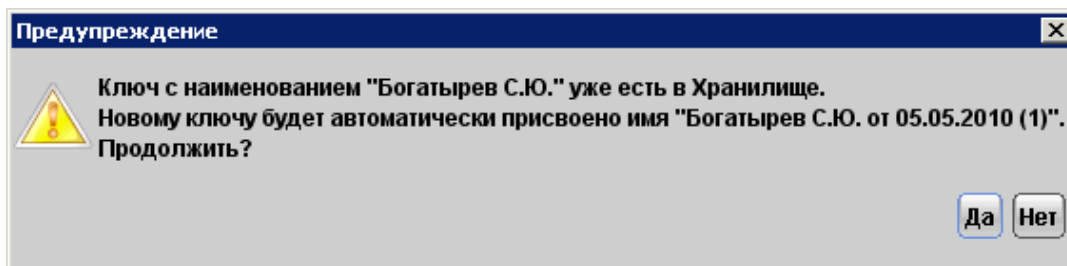 Предупреждение
Ключ с наименованием "Богатырев С.Ю." уже есть в Хранилище.
Новому ключу будет автоматически присвоено имя "Богатырев С.Ю. от 05.05.2010 (1)".
Продолжить?
Да Нет